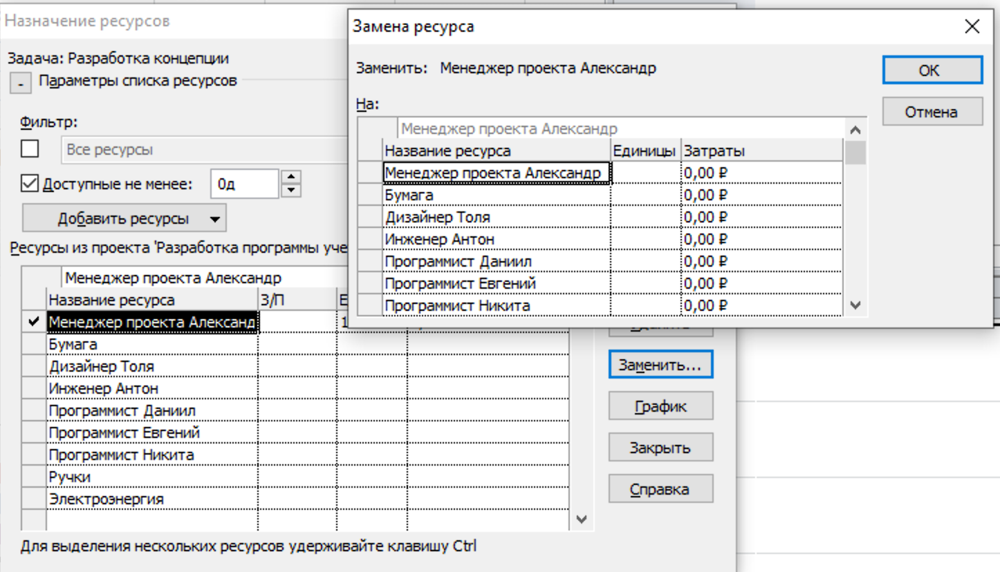 Назначение ресурсов
Задача: Разработка концепции
- Параметры списка ресурсов
Фильтр:
Все ресурсы
Доступные не менее: 0д
Добавить ресурсы
Ресурсы из проекта 'Разработка программы
Менеджер проекта Александр
Название ресурса З/П
Менеджер проекта Александ
Бумага
Дизайнер Толя
Инженер Антон
Программист Даниил
Программист Евгений
Программист Никита
Ручки
Электроэнергия
Для выделения нескольких ресурсов удерживайте клавишу Ctrl
Заменить...
График
Закрыть
Справка
Замена ресурса
Заменить: Менеджер проекта Александр
ОК
Отмена
На:
Менеджер проекта Александр
Название ресурса Единицы Затраты
Менеджер проекта Александр 0,00 ₽
Бумага 0,00 ₽
Дизайнер Толя 0,00 ₽
Инженер Антон 0,00 ₽
Программист Даниил 0,00 ₽
Программист Евгений 0,00 ₽
Программист Никита 0,00 ₽